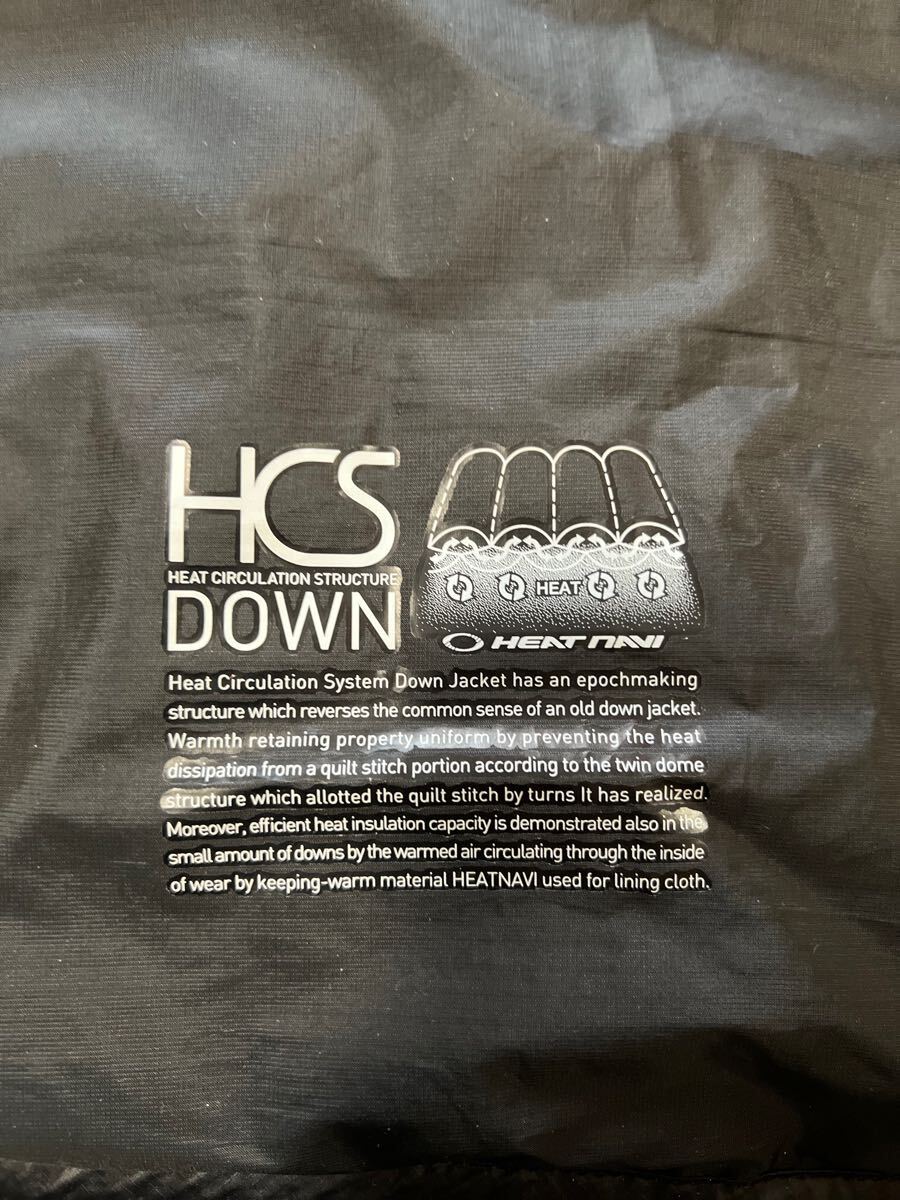 HCS
HEAT CIRCULATION STRUCTURE
DOWN
HEAT
HEAT NAVI
Heat Circulation System Down Jacket has an epochmaking
structure which reverses the common sense of an old down jacket.
Warmth retaining property uniform by preventing the heat
dissipation from a quilt stitch portion according to the twin dome
structure which allotted the quilt stitch by turns It has realized.
Moreover, efficient heat insulation capacity is demonstrated also in the
small amount of downs by the warmed air circulating through the inside
of wear by keeping-warm material HEATNAVI used for lining cloth.